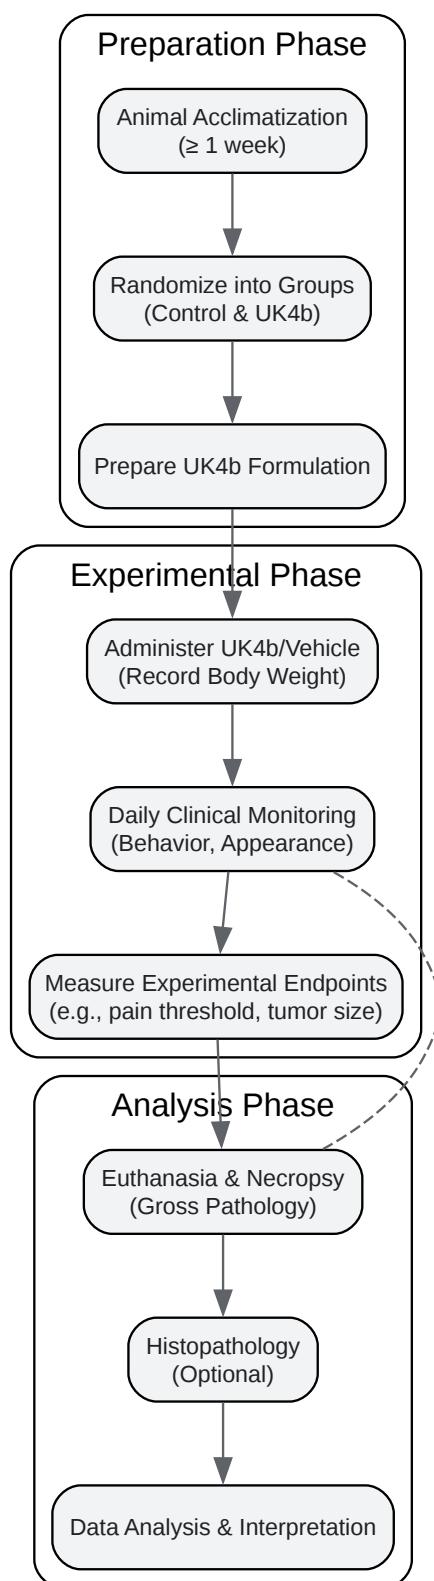 Preparation Phase
Animal Acclimatization
(≥ 1 week)
Randomize into Groups
(Control & UK4b)
Prepare UK4b Formulation
Experimental Phase
Administer UK4b/Vehicle
(Record Body Weight)
Daily Clinical Monitoring
(Behavior, Appearance)
Measure Experimental Endpoints
(e.g., pain threshold, tumor size)
Analysis Phase
Euthanasia & Necropsy
(Gross Pathology)
Histopathology
(Optional)
Data Analysis & Interpretation